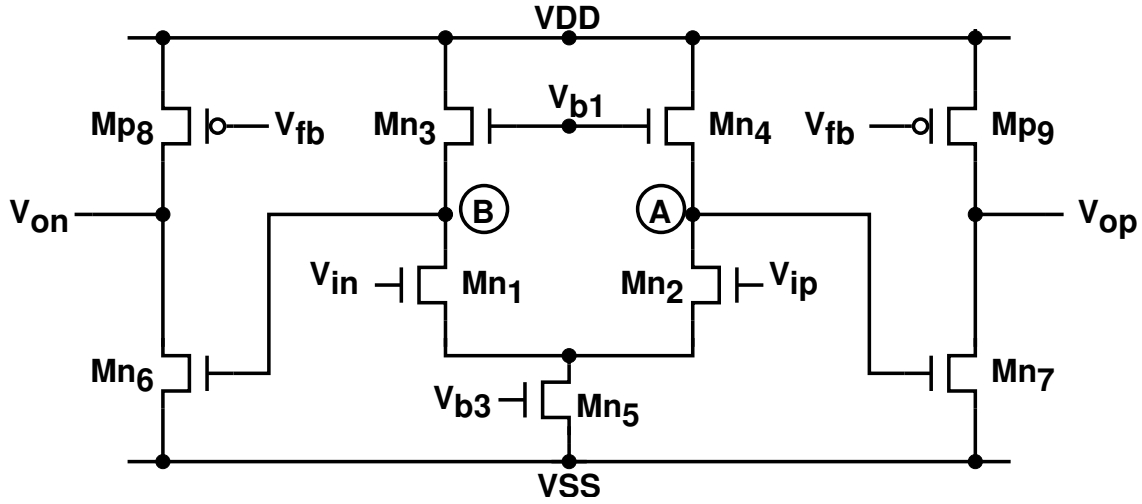 VDD
Mp8
Vfb
Mn3
Vb1
Mn4
Vfb
Mp9
Von
B
A
Vop
Vin
Mn1
Mn2
Vip
Mn6
Vb3
Mn5
Mn7
VSS